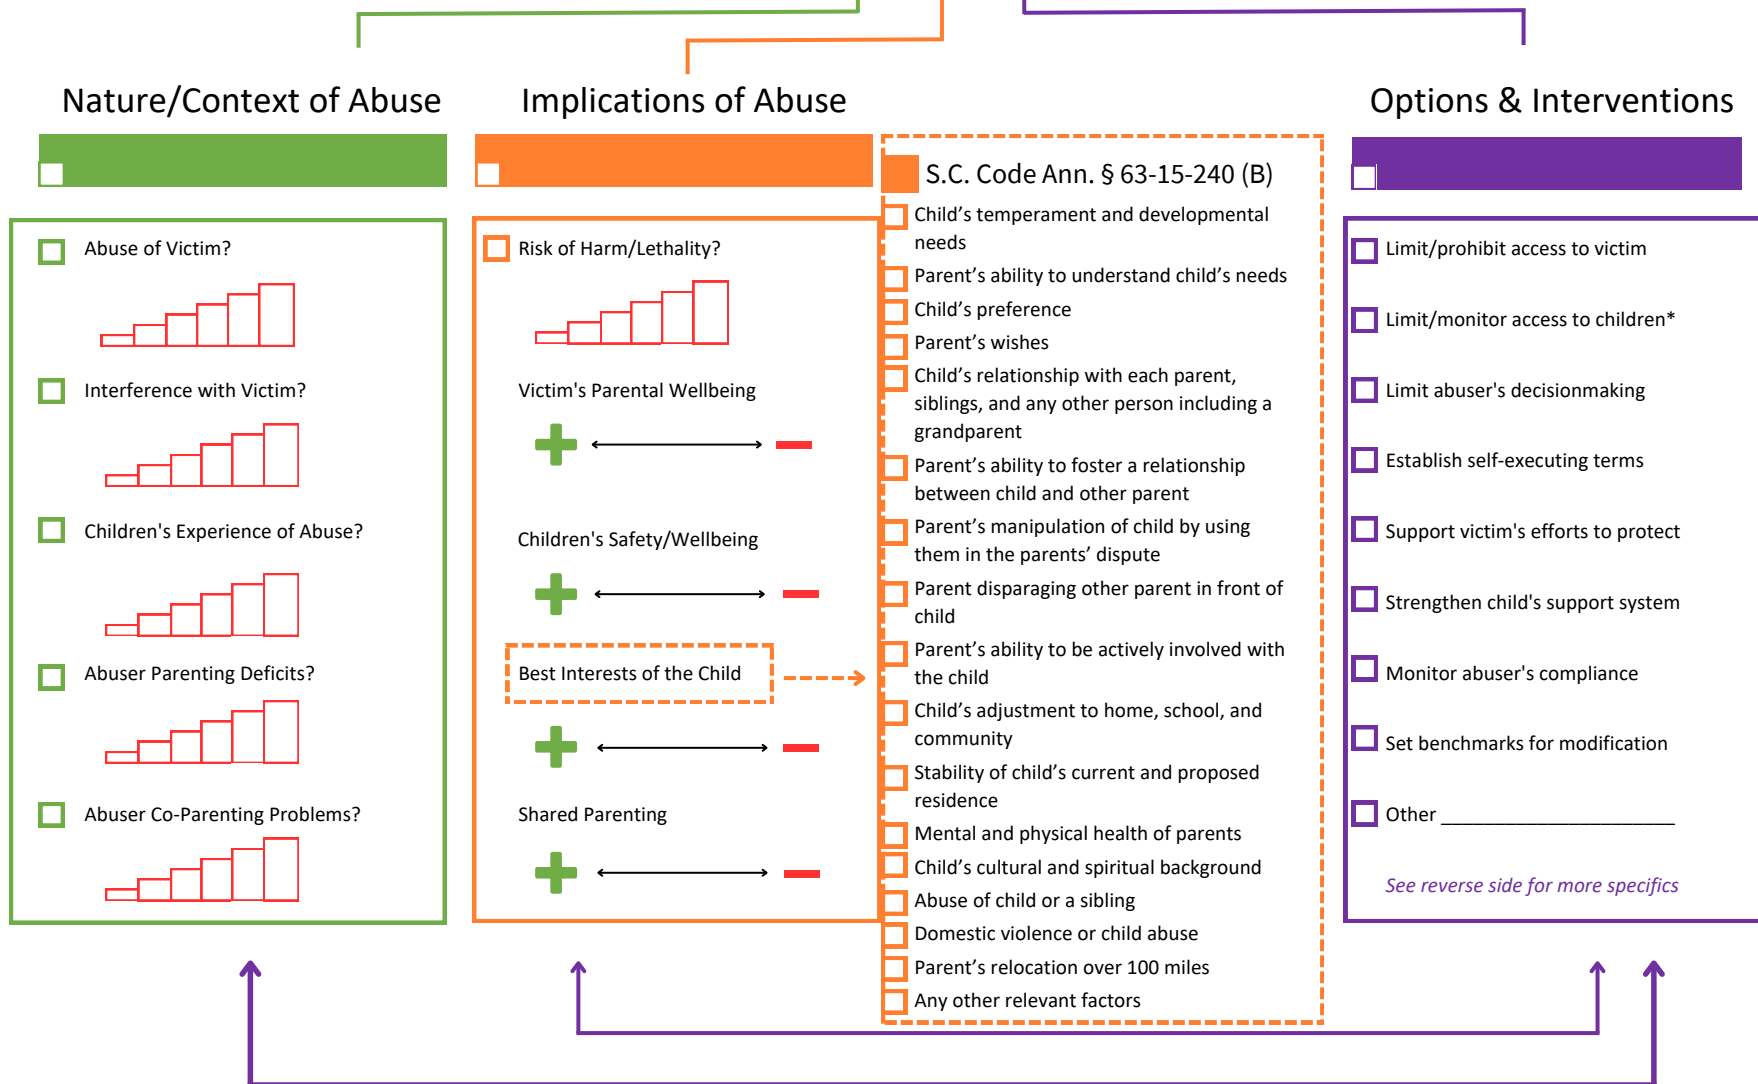 Nature/Context of Abuse
Abuse of Victim?
Interference with Victim?
Children's Experience of Abuse?
Abuser Parenting Deficits?
Abuser Co-Parenting Problems?
Implications of Abuse
Risk of Harm/Lethality?
Victim's Parental Wellbeing
Children's Safety/Wellbeing
Best Interests of the Child
Shared Parenting
S.C. Code Ann. § 63-15-240 (B)
Child’s temperament and developmental
needs
Parent’s ability to understand child’s needs
Child’s preference
Parent’s wishes
Child’s relationship with each parent,
siblings, and any other person including a
grandparent
Parent’s ability to foster a relationship
between child and other parent
Parent’s manipulation of child by using
them in the parents’ dispute
Parent disparaging other parent in front of
child
Parent’s ability to be actively involved with
the child
Child’s adjustment to home, school, and
community
Stability of child’s current and proposed
residence
Mental and physical health of parents
Child’s cultural and spiritual background
Abuse of child or a sibling
Domestic violence or child abuse
Parent’s relocation over 100 miles
Any other relevant factors
Options & Interventions
Limit/prohibit access to victim
Limit/monitor access to children*
Limit abuser's decisionmaking
Establish self-executing terms
Support victim's efforts to protect
Strengthen child's support system
Monitor abuser's compliance
Set benchmarks for modification
Other ______________________
See reverse side for more specifics